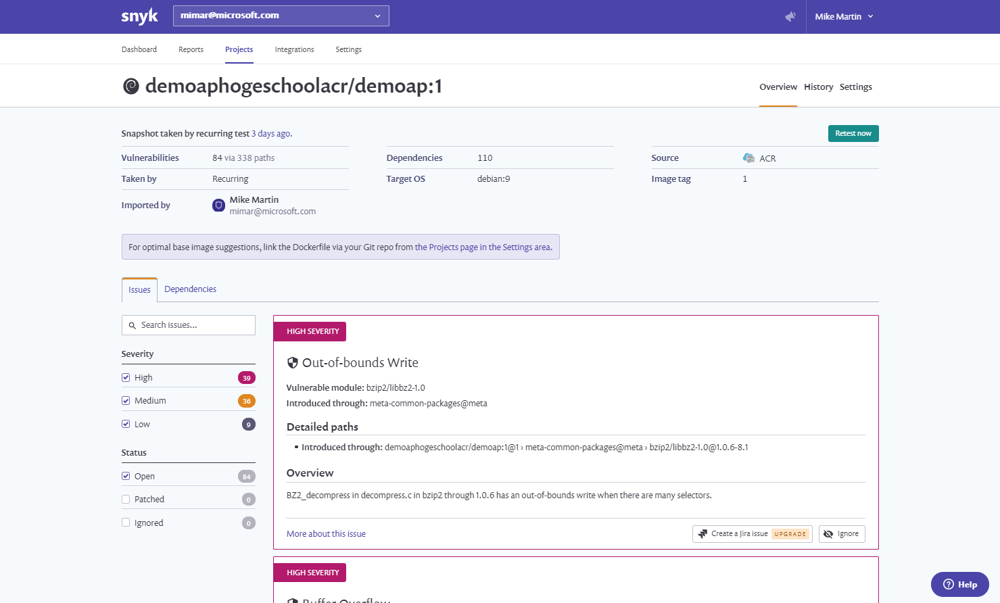 snyk mimar@microsoft.com Mike Martin
Dashboard Reports Projects Integrations Settings
demoaphogeschoolacr/demoap:1
Overview History Settings
Snapshot taken by recurring test 3 days ago.
Retest now
Vulnerabilities 84 via 338 paths
Taken by Recurring
Imported by Mike Martin
mimar@microsoft.com
Dependencies 110
Target OS debian:9
Source ACR
Image tag 1
For optimal base image suggestions, link the Dockerfile via your Git repo from the Projects page in the Settings area.
Issues Dependencies
Search issues...
Severity
High 39
Medium 36
Low 9
Status
Open 84
Patched 0
Ignored 0
HIGH SEVERITY
Out-of-bounds Write
Vulnerable module: bzip2/libbz2-1.0
Introduced through: meta-common-packages@meta
Detailed paths
• Introduced through: demoaphogeschoolacr/demoap:1@1 › meta-common-packages@meta › bzip2/libbz2-1.0@1.0.6-8.1
Overview
BZ2_decompress in decompress.c in bzip2 through 1.0.6 has an out-of-bounds write when there are many selectors.
More about this issue
Create a Jira issue UPGRADE
Ignore
HIGH SEVERITY
Buffer Overflow
Help